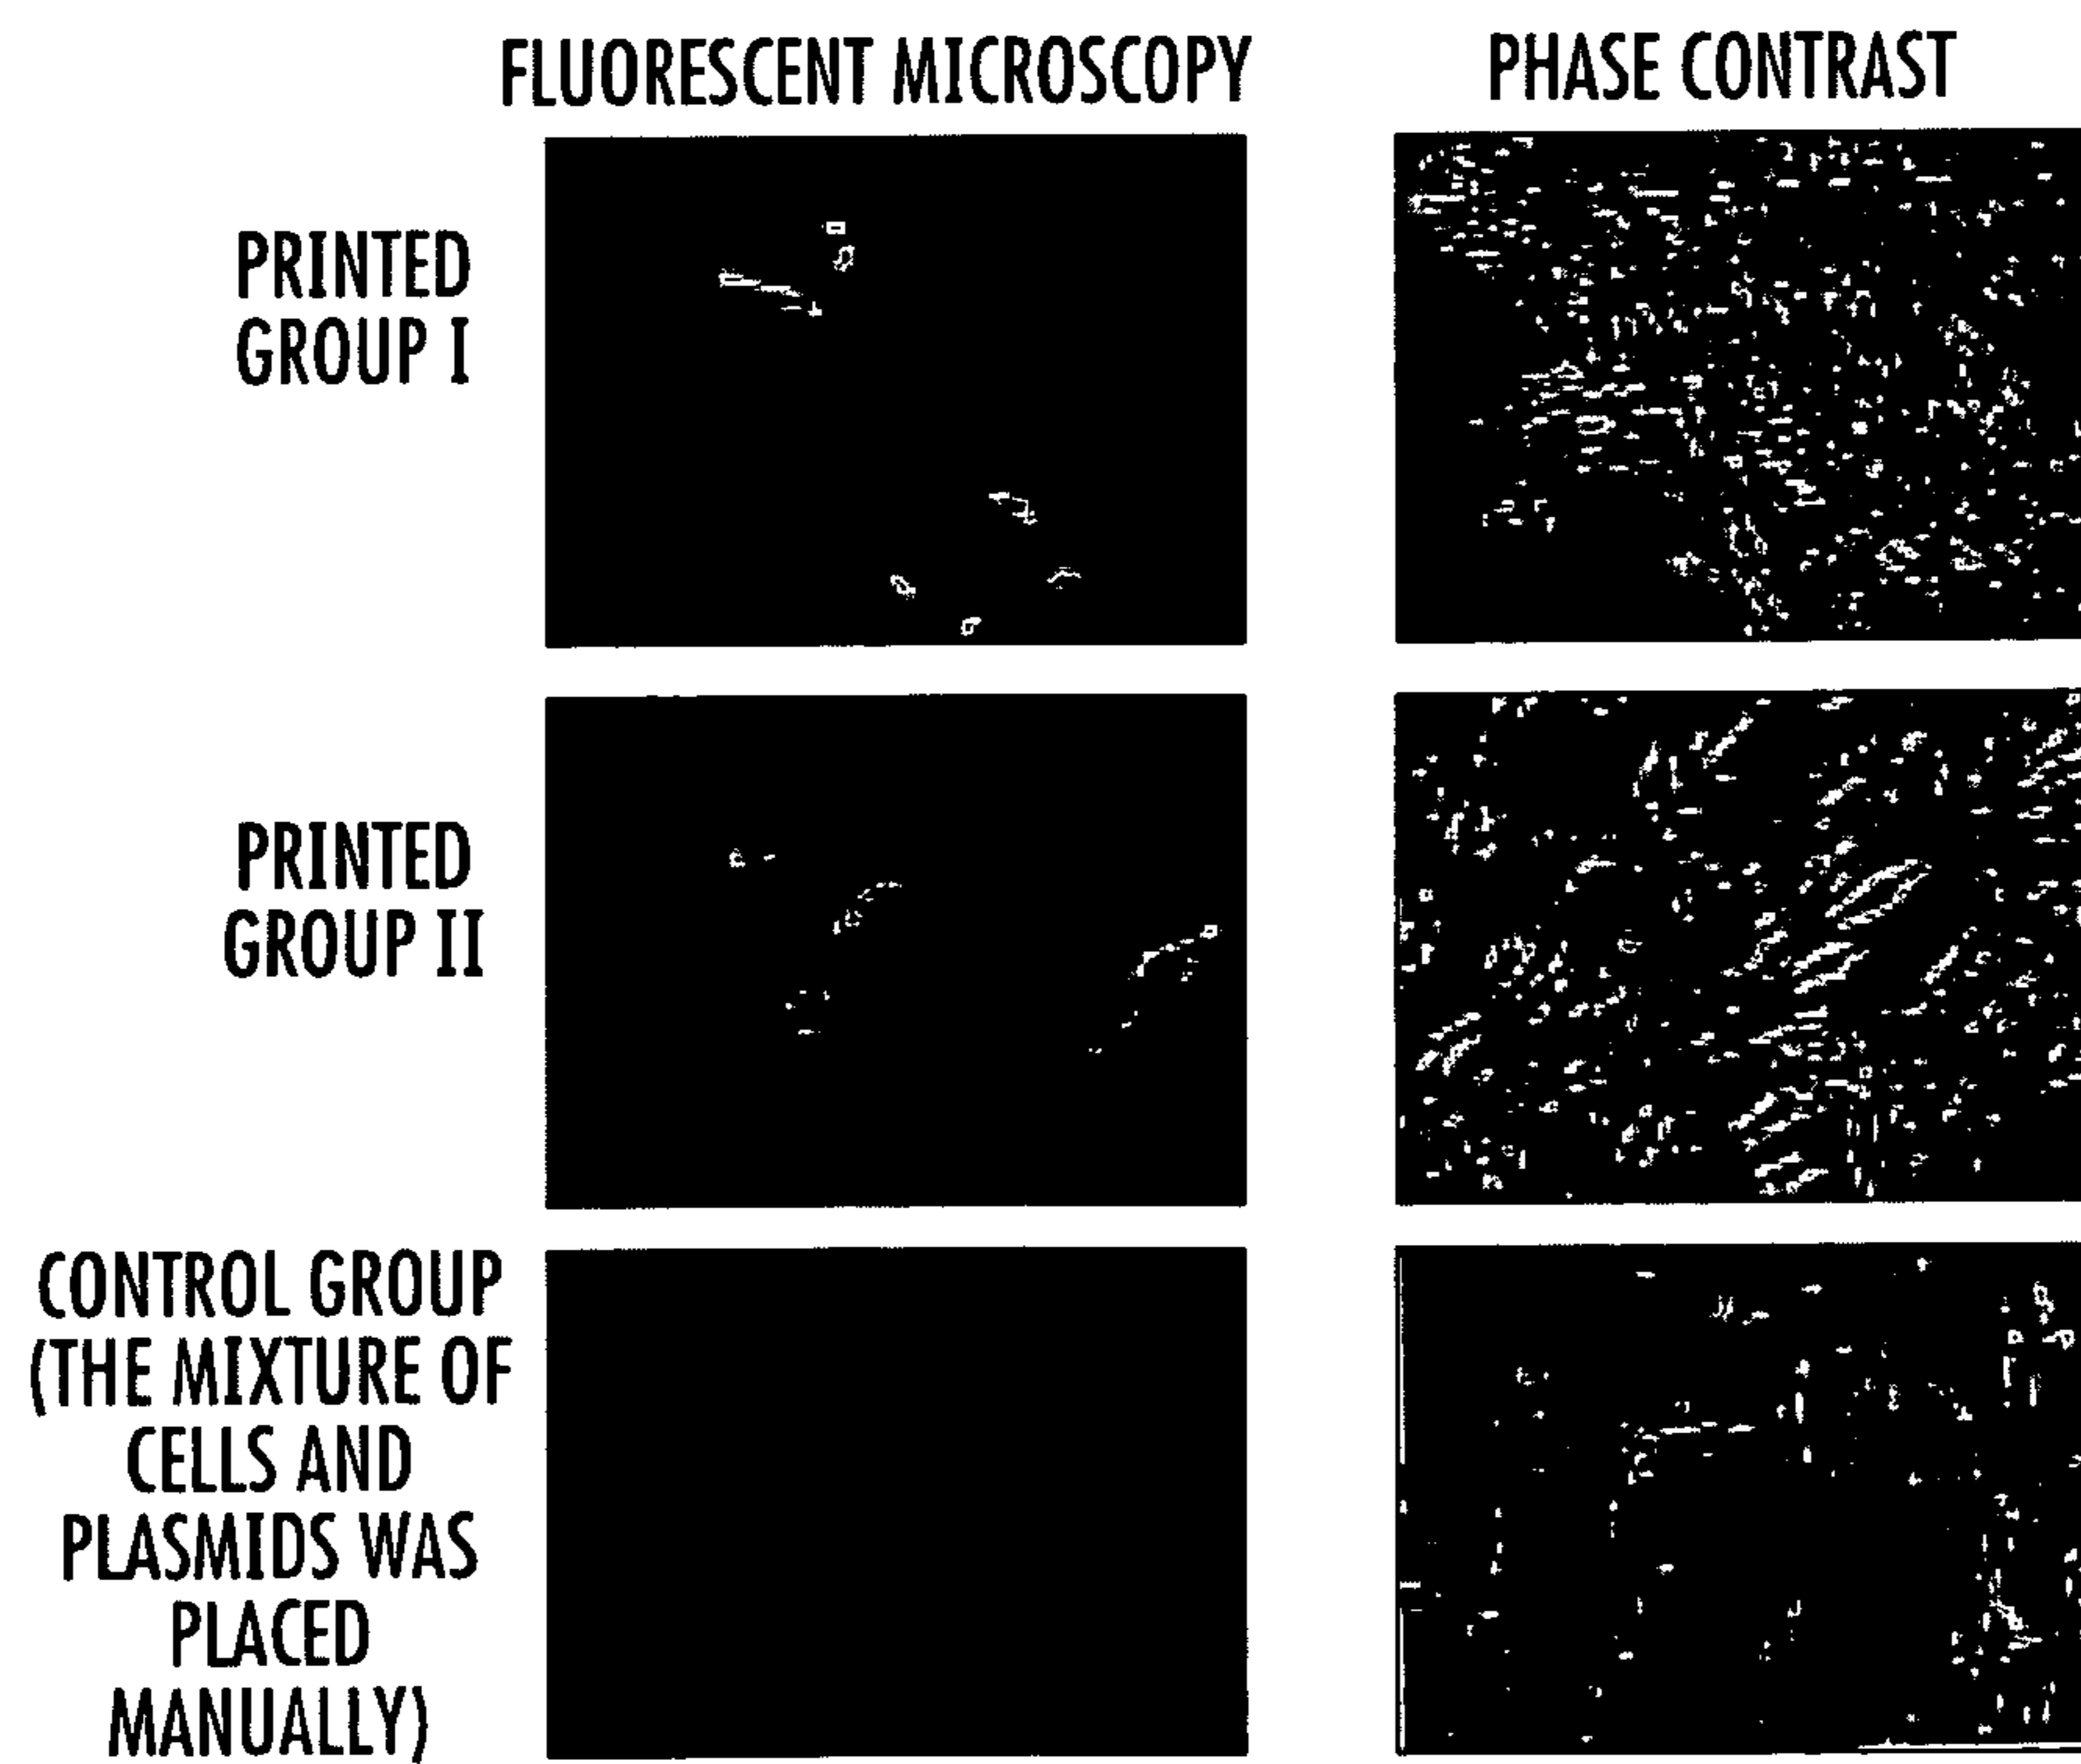 FLUORESCENT MICROSCOPY
PHASE CONTRAST
PRINTED
GROUP I
PRINTED
GROUP II
CONTROL GROUP
(THE MIXTURE OF
CELLS AND
PLASMIDS WAS
PLACED
MANUALLY)